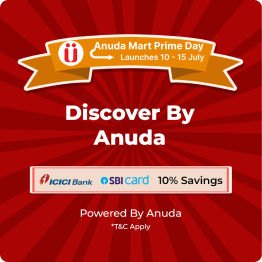 Anuda Mart Prime Day
Launches 10 - 15 July
Discover By
Anuda
ICICI Bank SBI card 10% Savings
Powered By Anuda
*T&C Apply